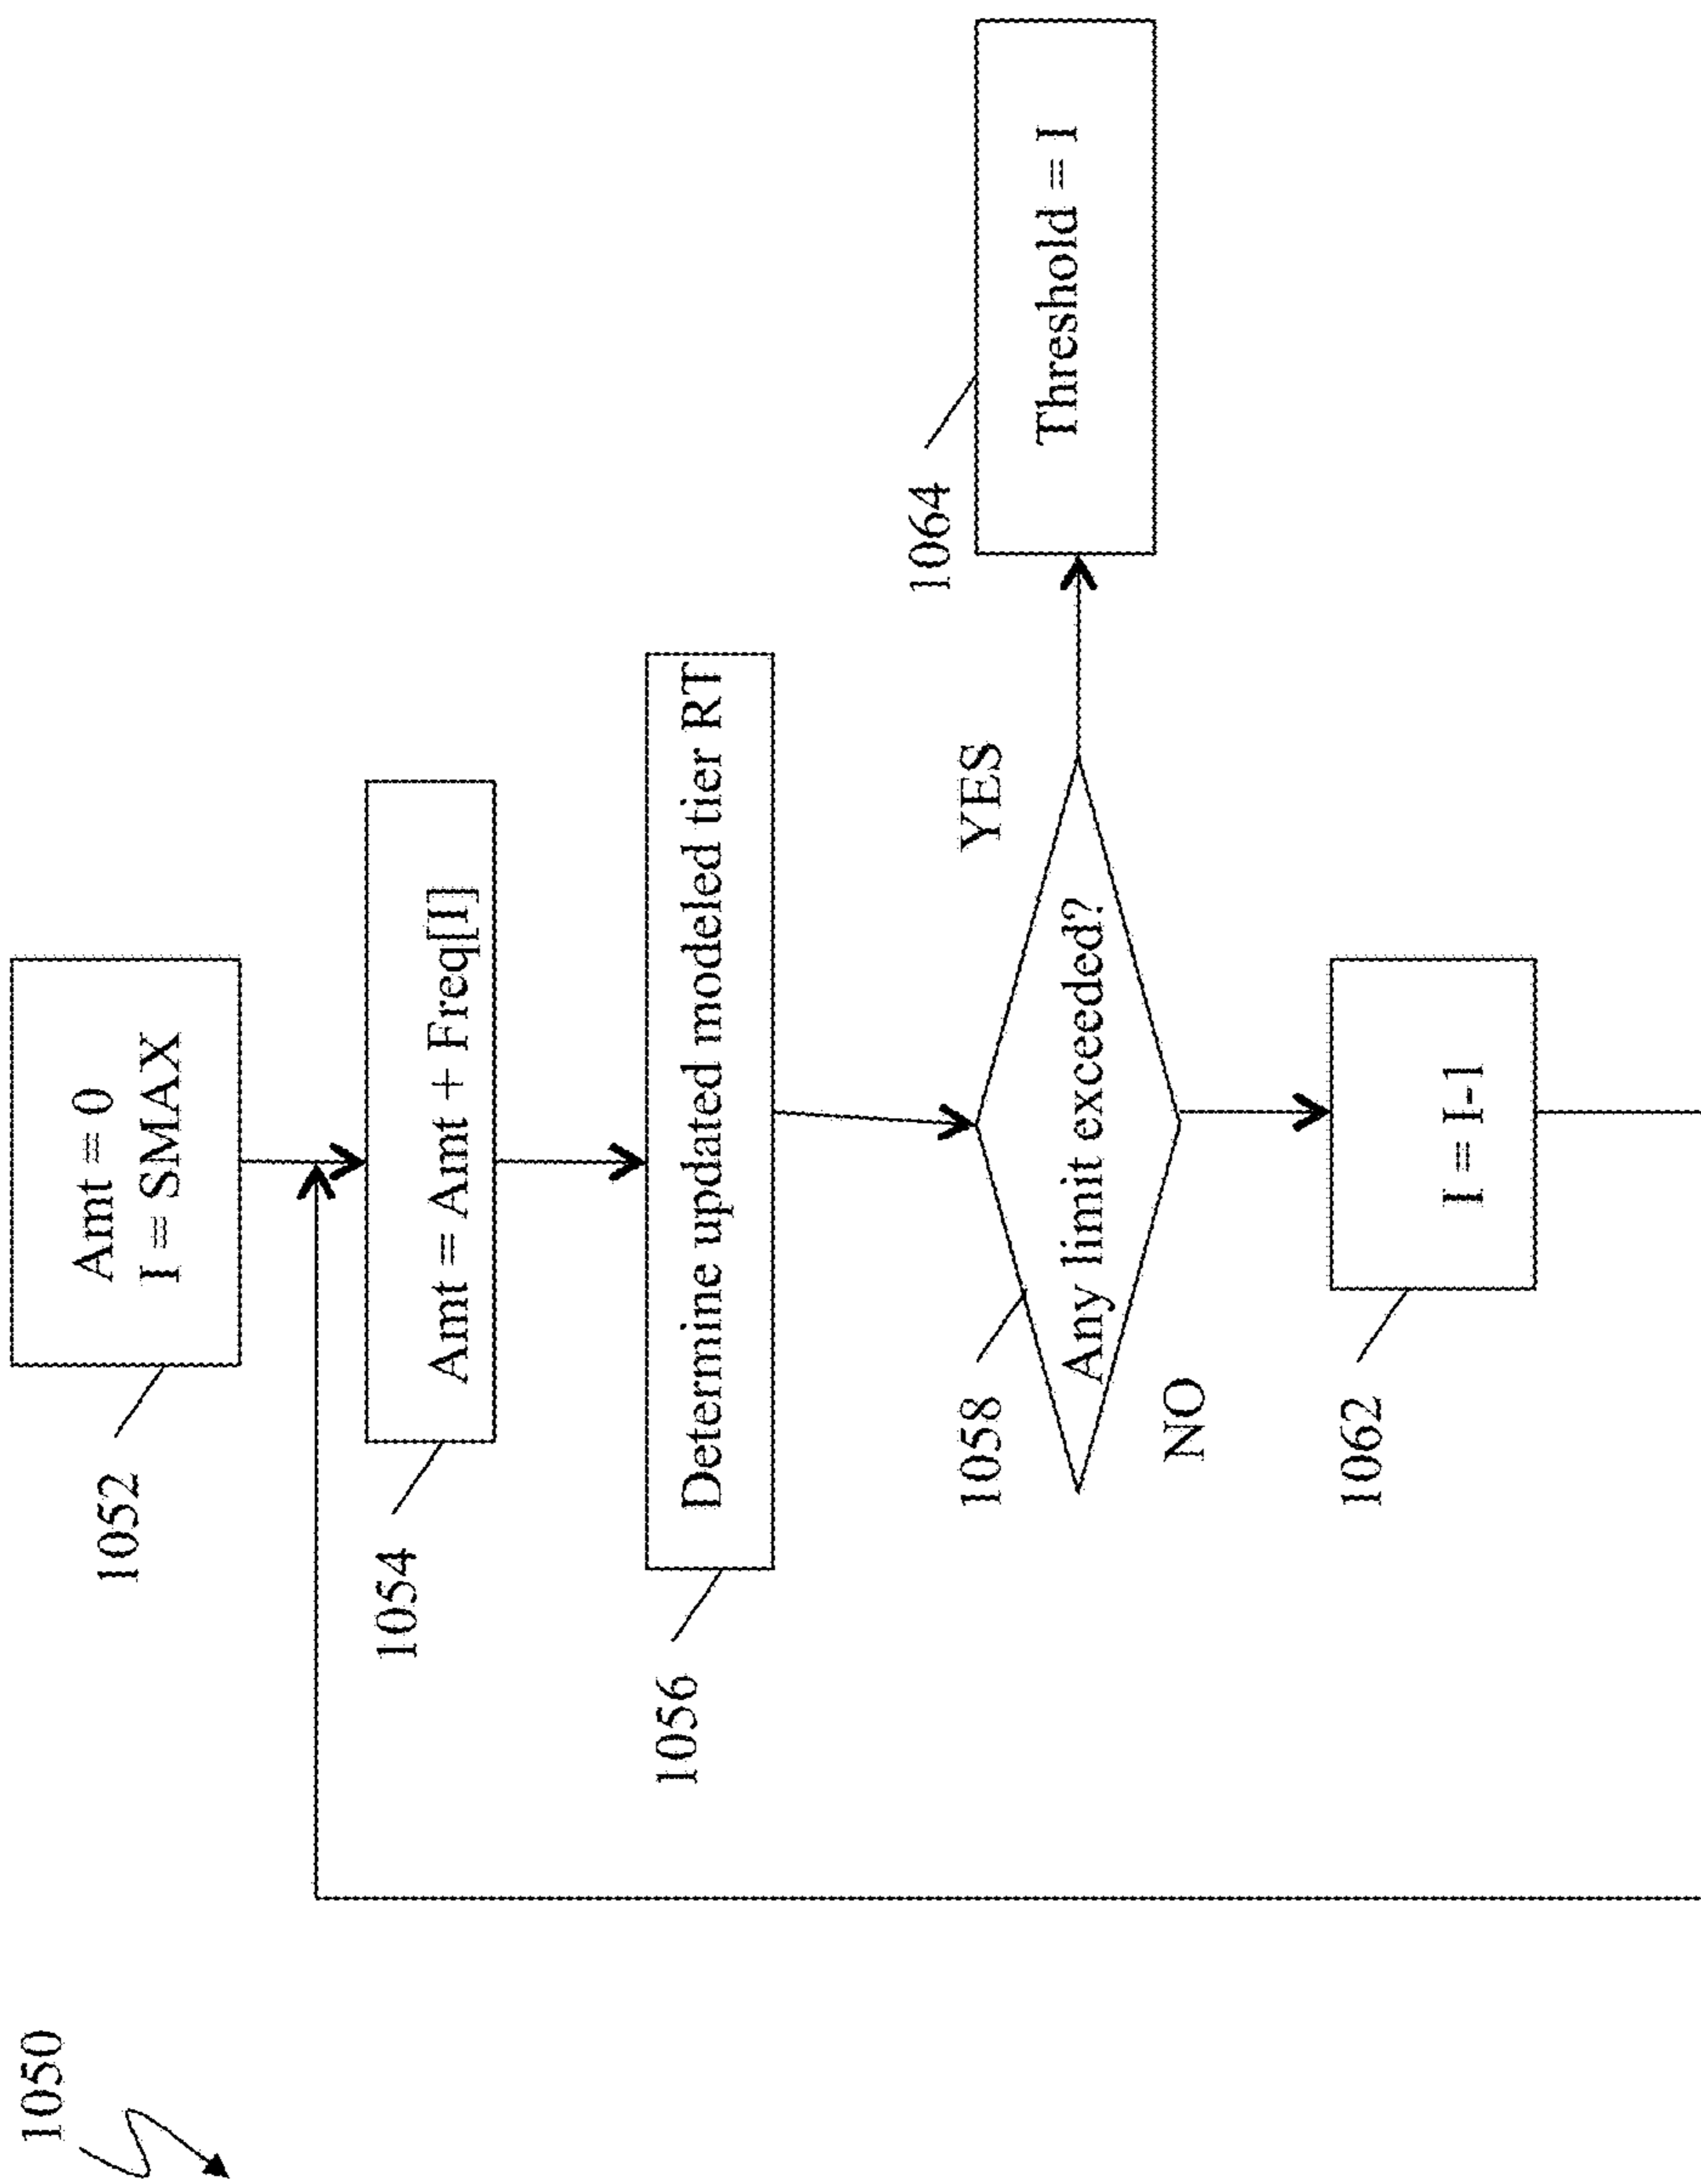 1050
1052
Amt = 0
I = SMAX
1054
Amt = Amt + Freq[I]
1056
Determine updated modeled tier RT
1058
Any limit exceeded?
YES
1064
Threshold = I
NO
1062
I = I-1